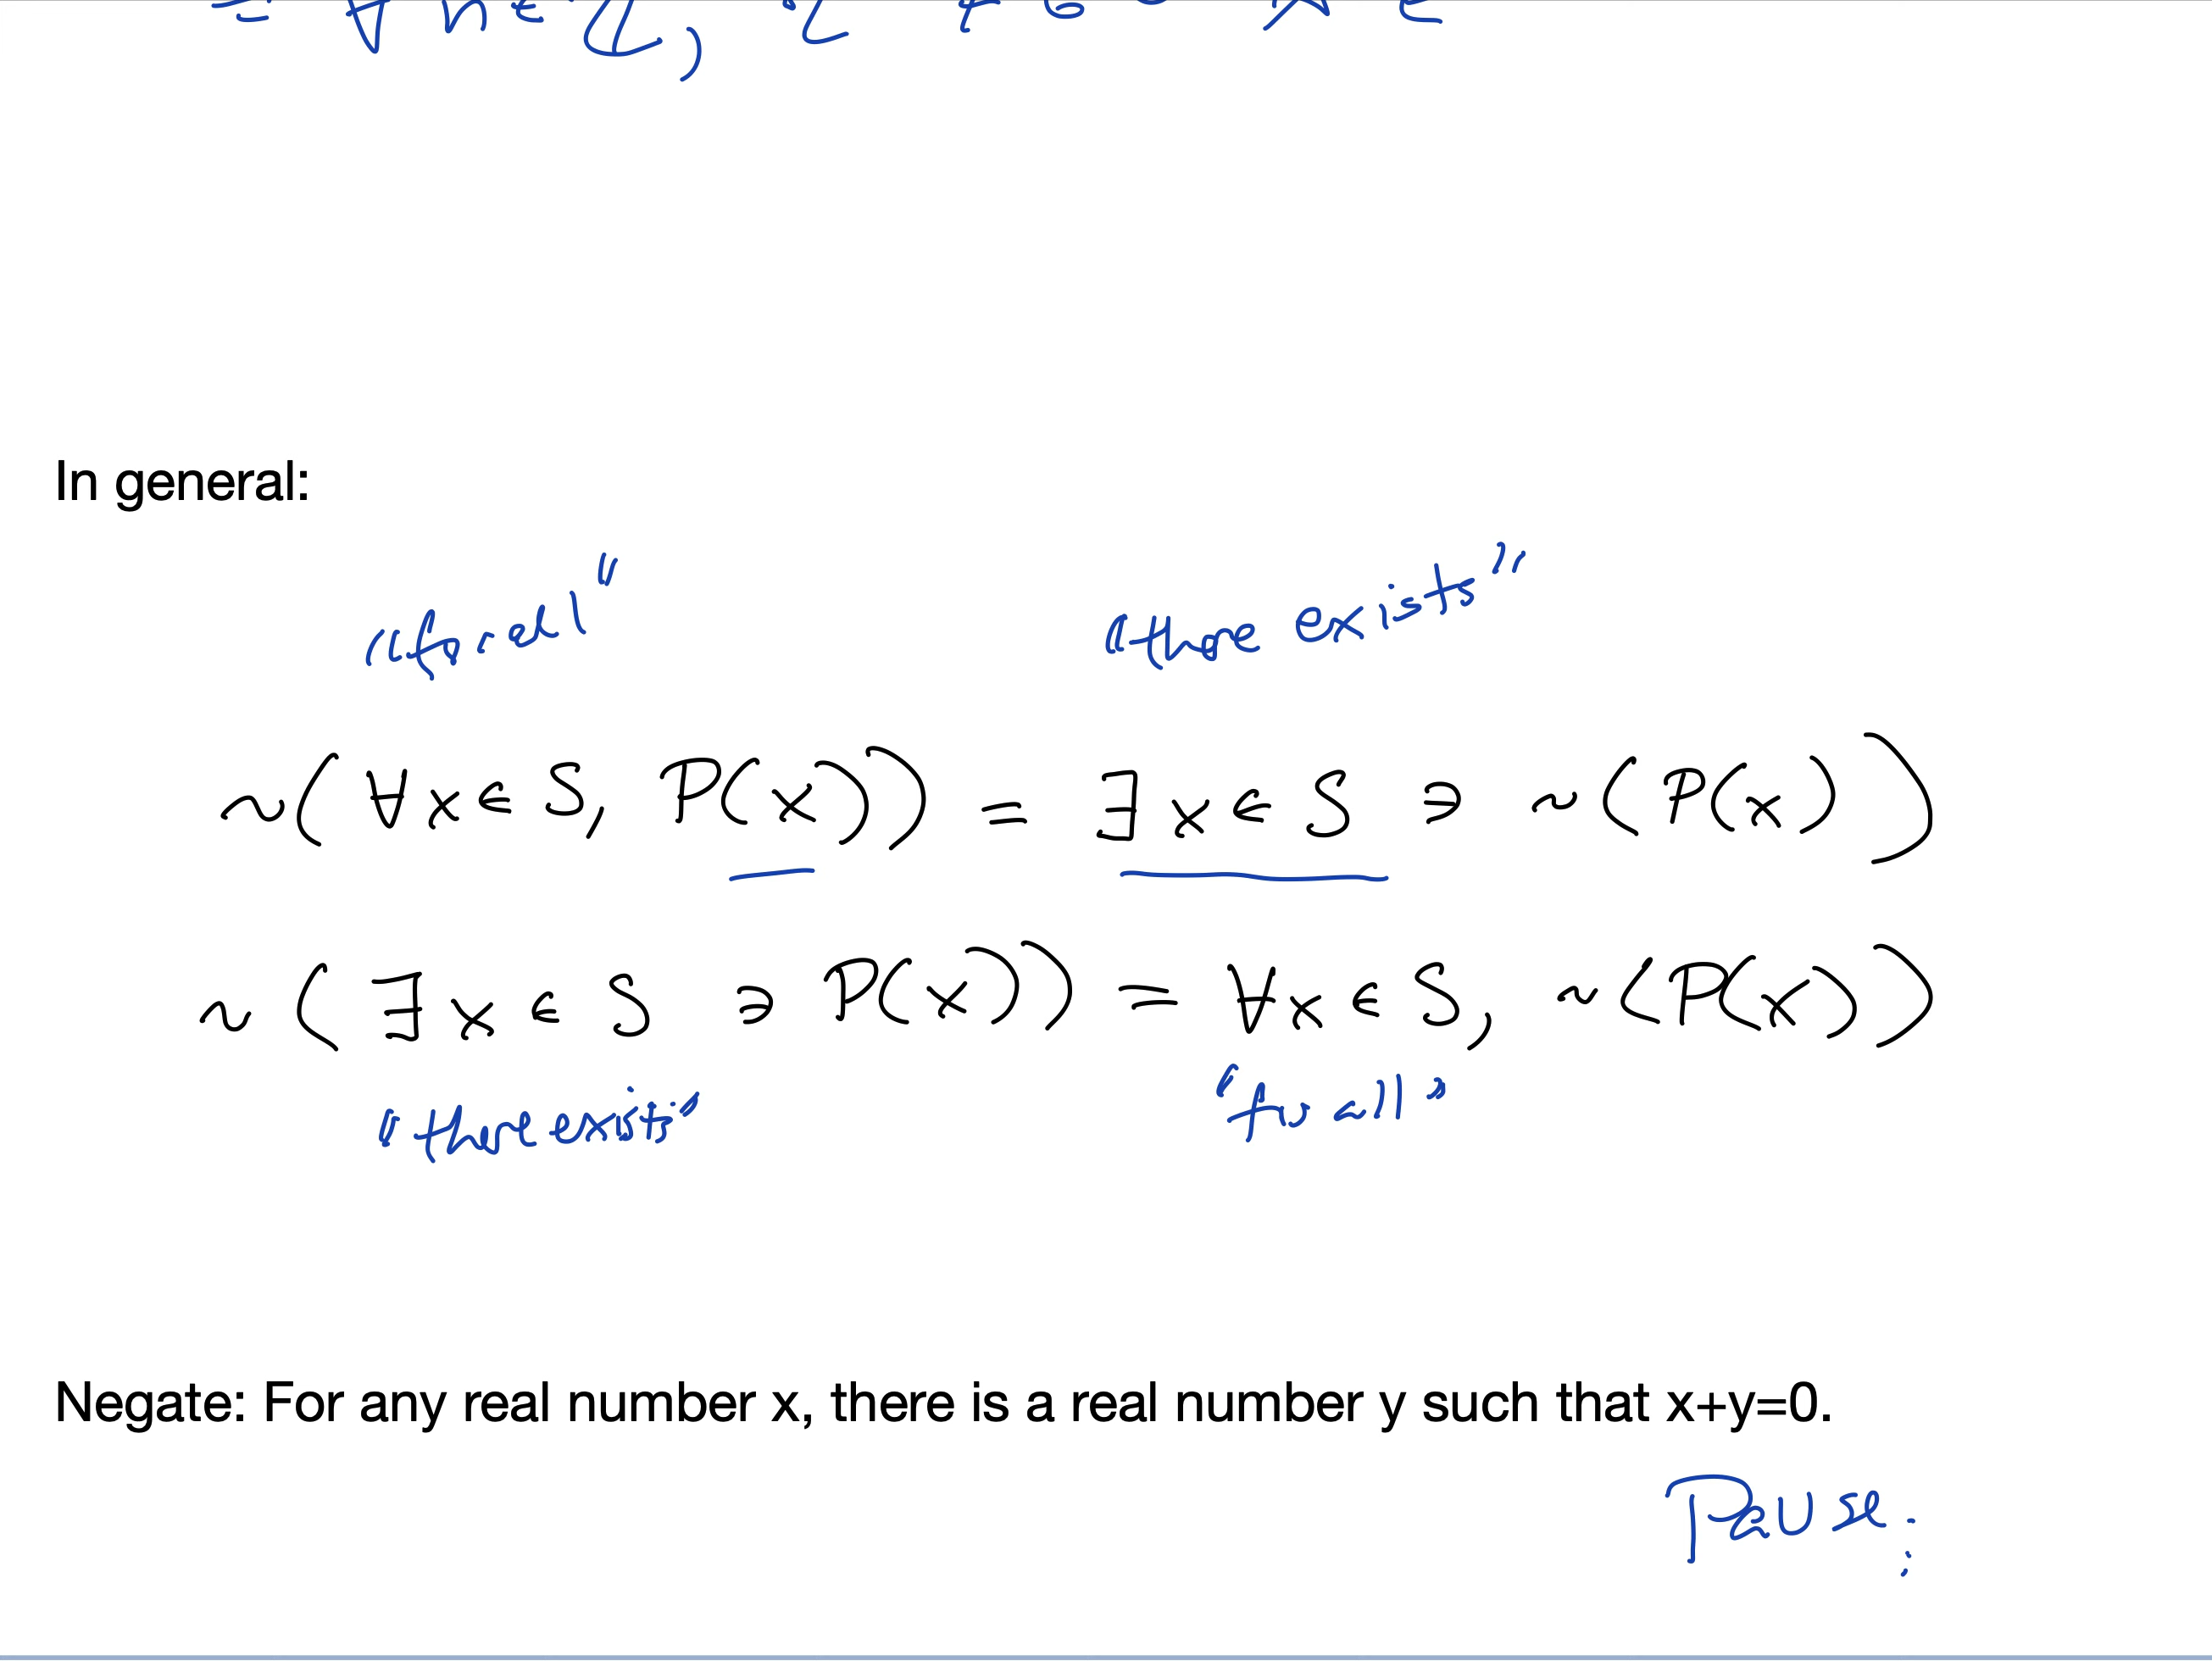 In general:
"for all" "there exists"
~(∀x∈S, P(x)) = ∃x∈S ∋ ~(P(x))
~(∃x∈S ∋ P(x)) = ∀x∈S, ~(P(x))
"there exists" "for all"
Negate: For any real number x, there is a real number y such that x+y=0.
Pause: